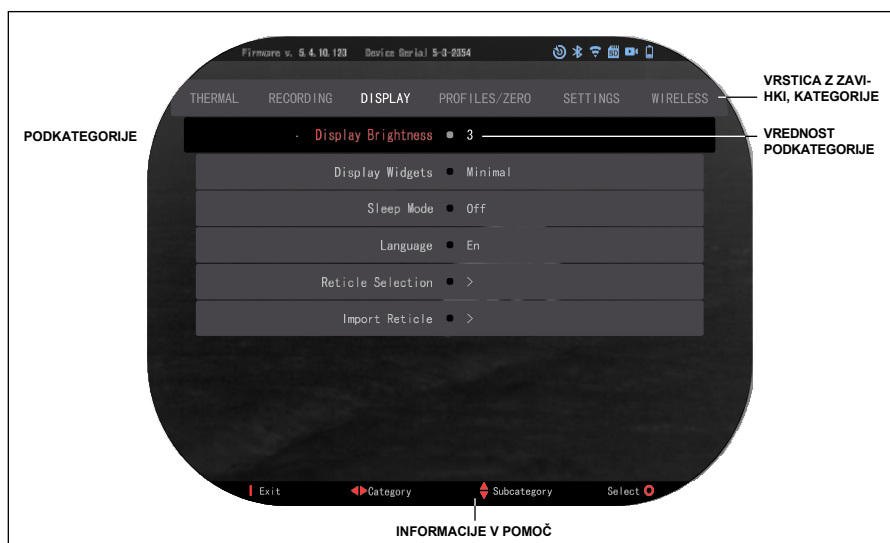 Firmware v. 5.4.10.123 Device Serial 5-3-2354
VRSTICA Z ZAVI-
HKI, KATEGORIJE
THERMAL RECORDING DISPLAY PROFILES/ZERO SETTINGS WIRELESS
PODKATEGORIJE
Display Brightness 3
VREDNOST
PODKATEGORIJE
Display Widgets Minimal
Sleep Mode Off
Language En
Reticle Selection >
Import Reticle >
Exit Category Subcategory Select
INFORMACIJE V POMOČ